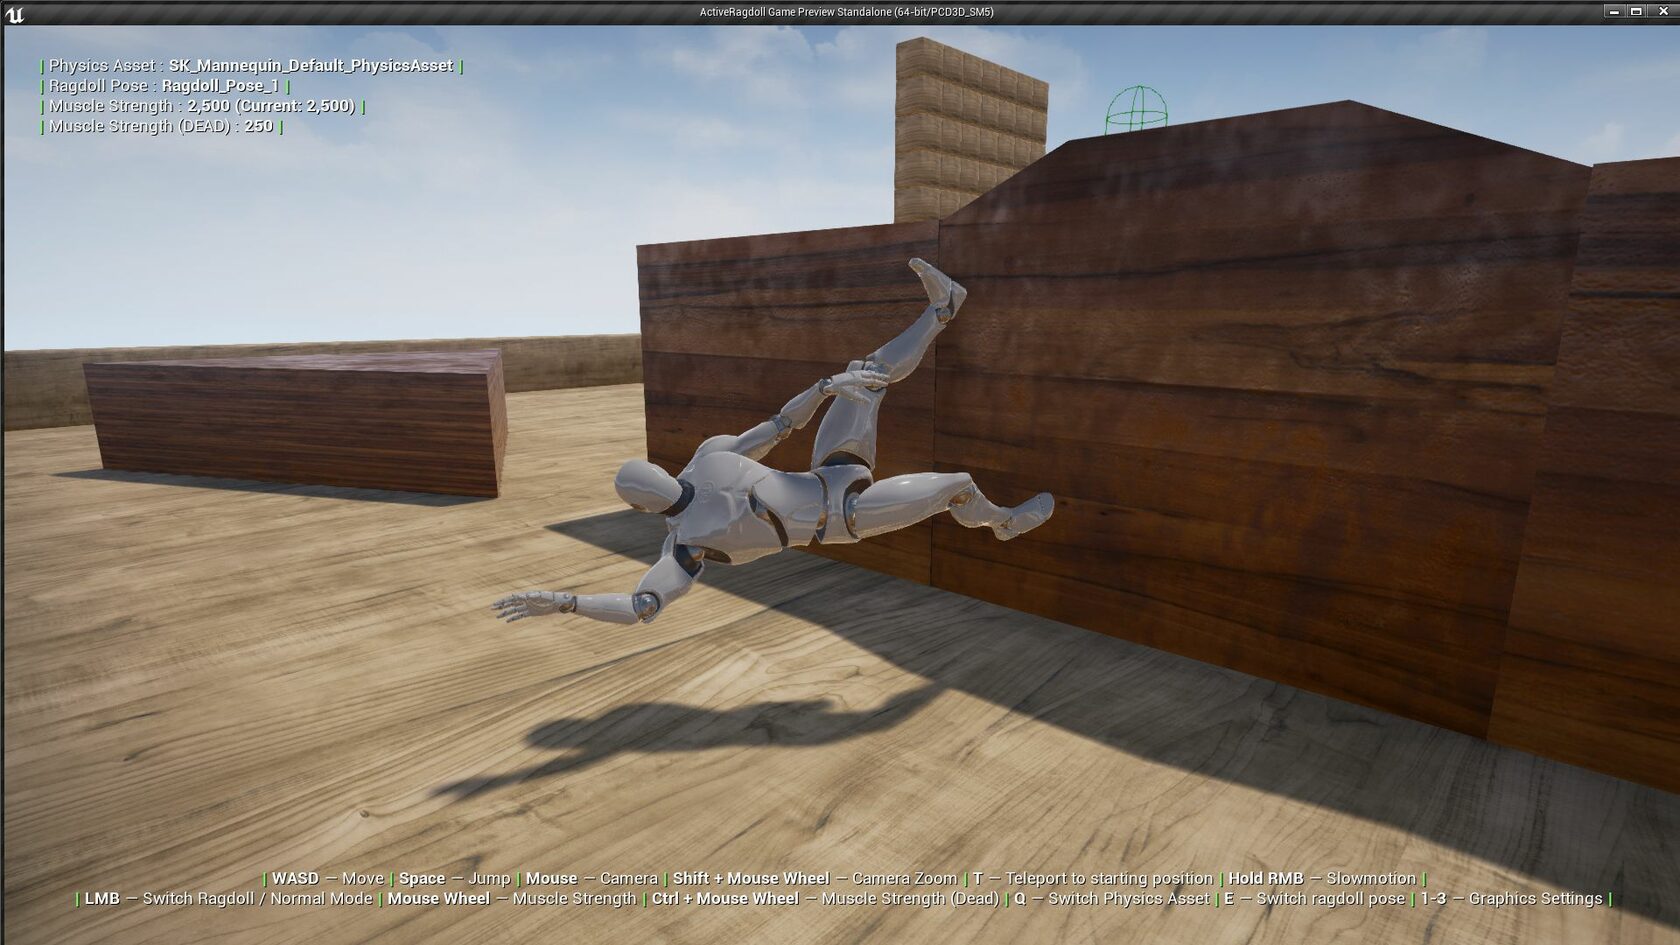 ActiveRagdoll Game Preview Standalone (64-bit/PCD3D_SM5)
| Physics Asset : SK_Mannequin_Default_PhysicsAsset |
| Ragdoll Pose : Ragdoll_Pose_1 |
| Muscle Strength : 2,500 (Current: 2,500) |
| Muscle Strength (DEAD) : 250 |
| WASD — Move | Space — Jump | Mouse — Camera | Shift + Mouse Wheel — Camera Zoom | T — Teleport to starting position | Hold RMB — Slowmotion |
| LMB — Switch Ragdoll / Normal Mode | Mouse Wheel — Muscle Strength | Ctrl + Mouse Wheel — Muscle Strength (Dead) | Q — Switch Physics Asset | E — Switch ragdoll pose | 1-3 — Graphics Settings |